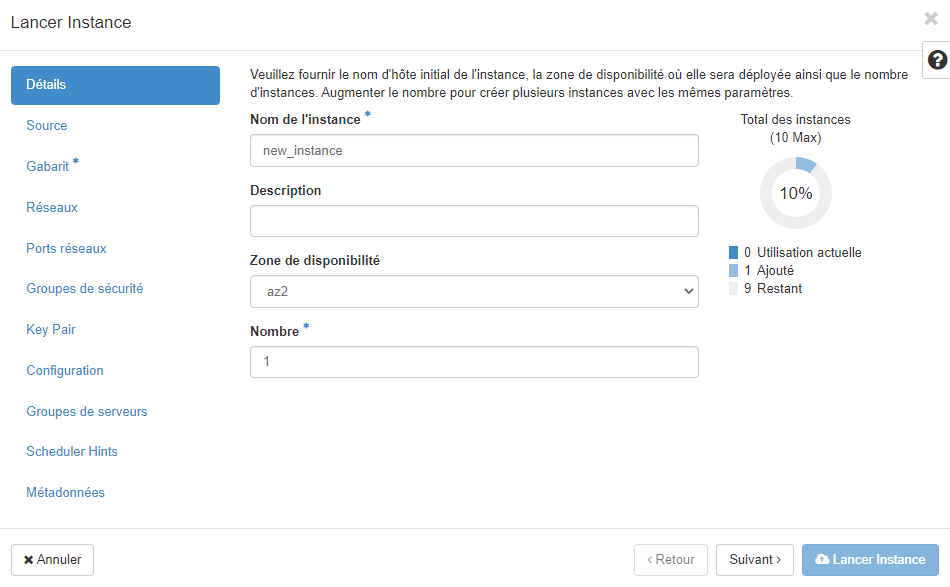 Lancer Instance
Détails
Source
Gabarit *
Réseaux
Ports réseaux
Groupes de sécurité
Key Pair
Configuration
Groupes de serveurs
Scheduler Hints
Métadonnées
Veuillez fournir le nom d'hôte initial de l'instance, la zone de disponibilité où elle sera déployée ainsi que le nombre
d'instances. Augmenter le nombre pour créer plusieurs instances avec les mêmes paramètres.
Nom de l'instance *
new_instance
Description
Zone de disponibilité
az2
Nombre *
1
Total des instances
(10 Max)
10%
0 Utilisation actuelle
1 Ajouté
9 Restant
Annuler
< Retour
Suivant >
Lancer Instance